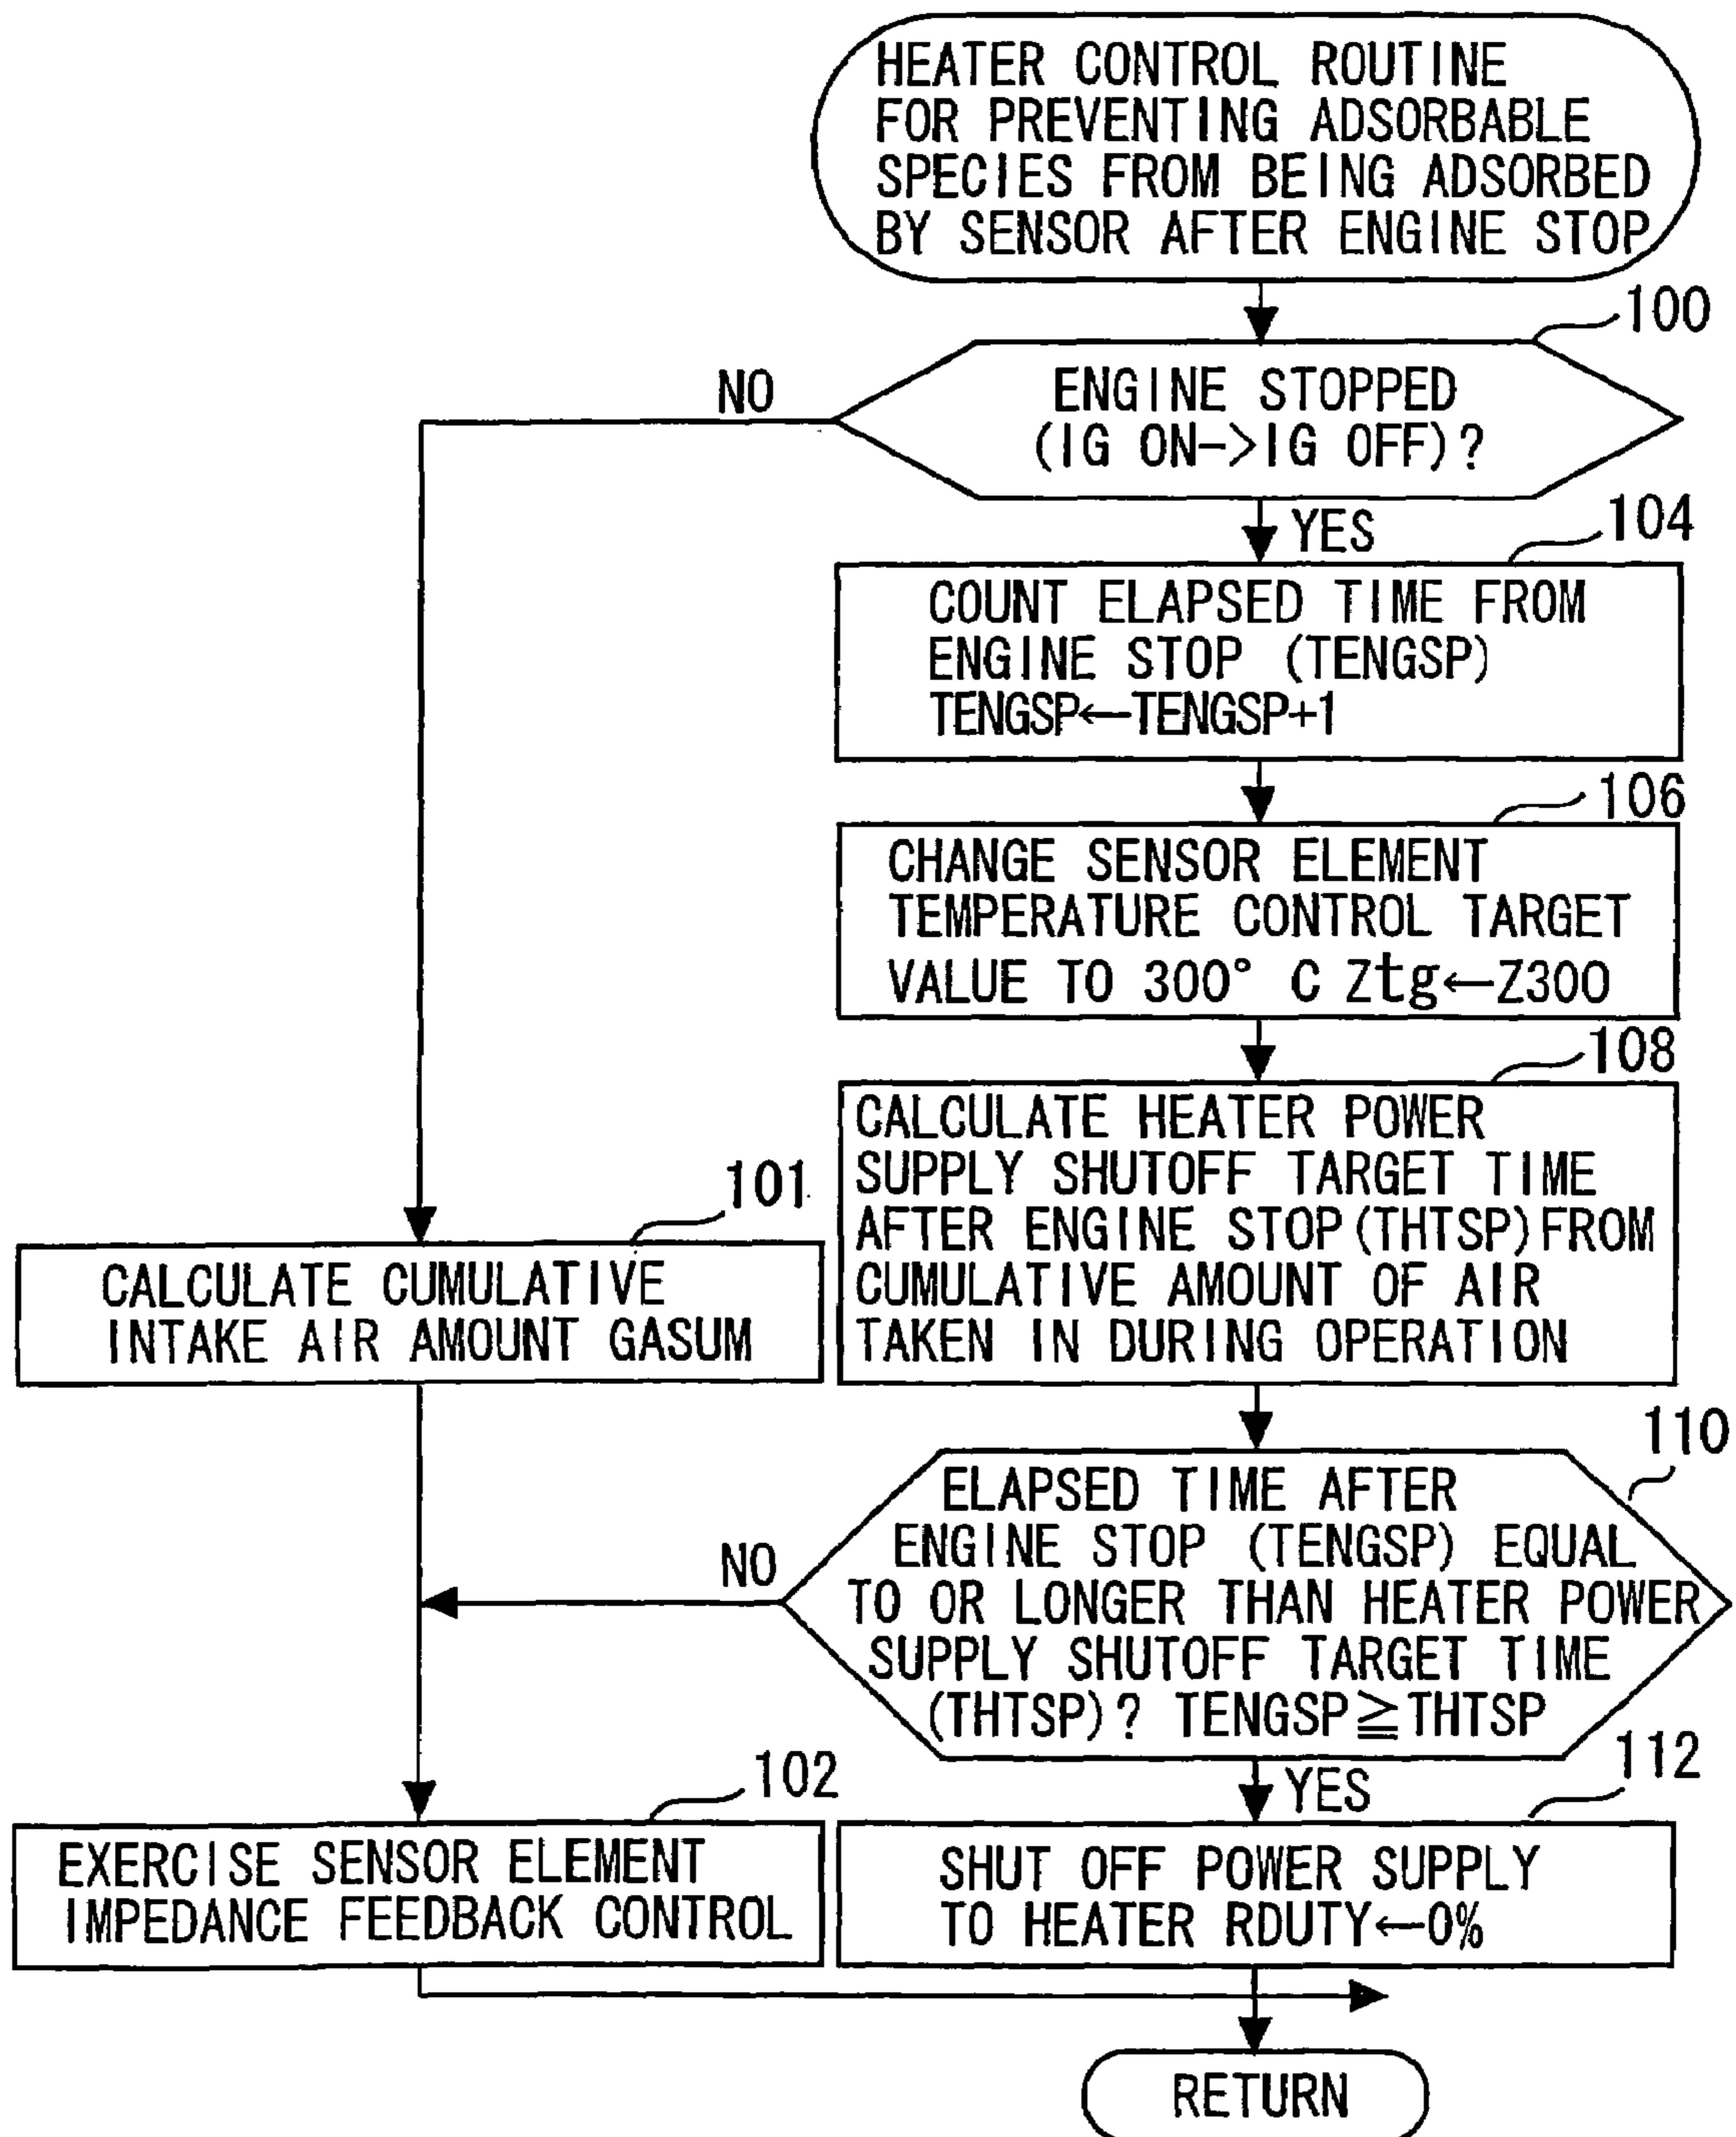 HEATER CONTROL ROUTINE
FOR PREVENTING ADSORBABLE
SPECIES FROM BEING ADSORBED
BY SENSOR AFTER ENGINE STOP
100
NO
ENGINE STOPPED
(IG ON->IG OFF)?
YES
104
COUNT ELAPSED TIME FROM
ENGINE STOP (TENGSP)
TENGSP←TENGSP+1
106
CHANGE SENSOR ELEMENT
TEMPERATURE CONTROL TARGET
VALUE TO 300° C Ztg←Z300
108
CALCULATE HEATER POWER
SUPPLY SHUTOFF TARGET TIME
AFTER ENGINE STOP(THTSP)FROM
CUMULATIVE AMOUNT OF AIR
TAKEN IN DURING OPERATION
101
CALCULATE CUMULATIVE
INTAKE AIR AMOUNT GASUM
110
ELAPSED TIME AFTER
ENGINE STOP (TENGSP) EQUAL
TO OR LONGER THAN HEATER POWER
SUPPLY SHUTOFF TARGET TIME
(THTSP)? TENGSP≧THTSP
NO
YES
102
EXERCISE SENSOR ELEMENT
IMPEDANCE FEEDBACK CONTROL
112
SHUT OFF POWER SUPPLY
TO HEATER RDUTY←0%
RETURN